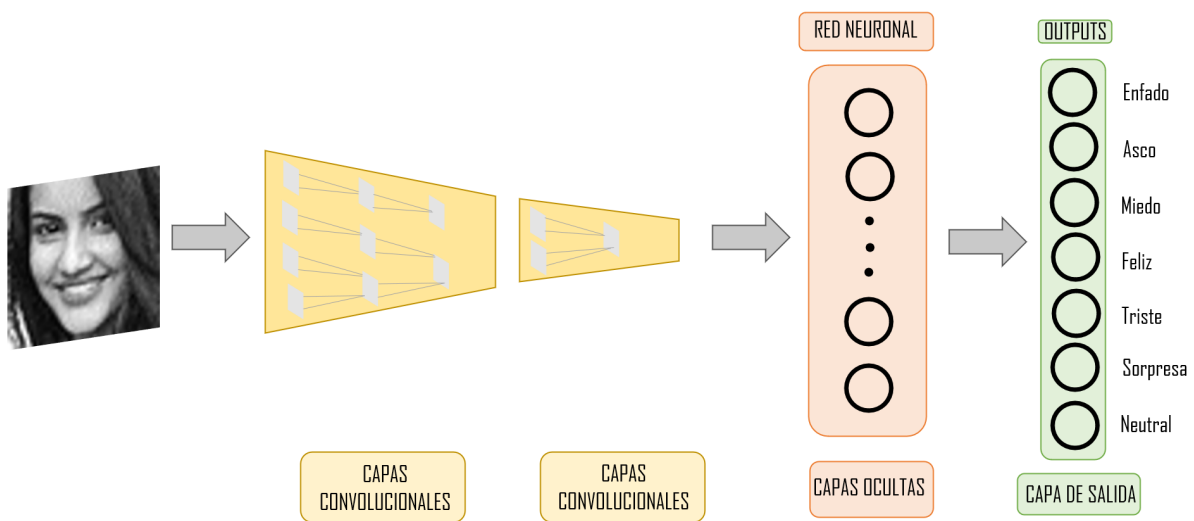 RED NEURONAL
OUTPUTS
Enfado
Asco
Miedo
Feliz
Triste
Sorpresa
Neutral
CAPAS
CONVOLUCIONALES
CAPAS
CONVOLUCIONALES
CAPAS OCULTAS
CAPA DE SALIDA